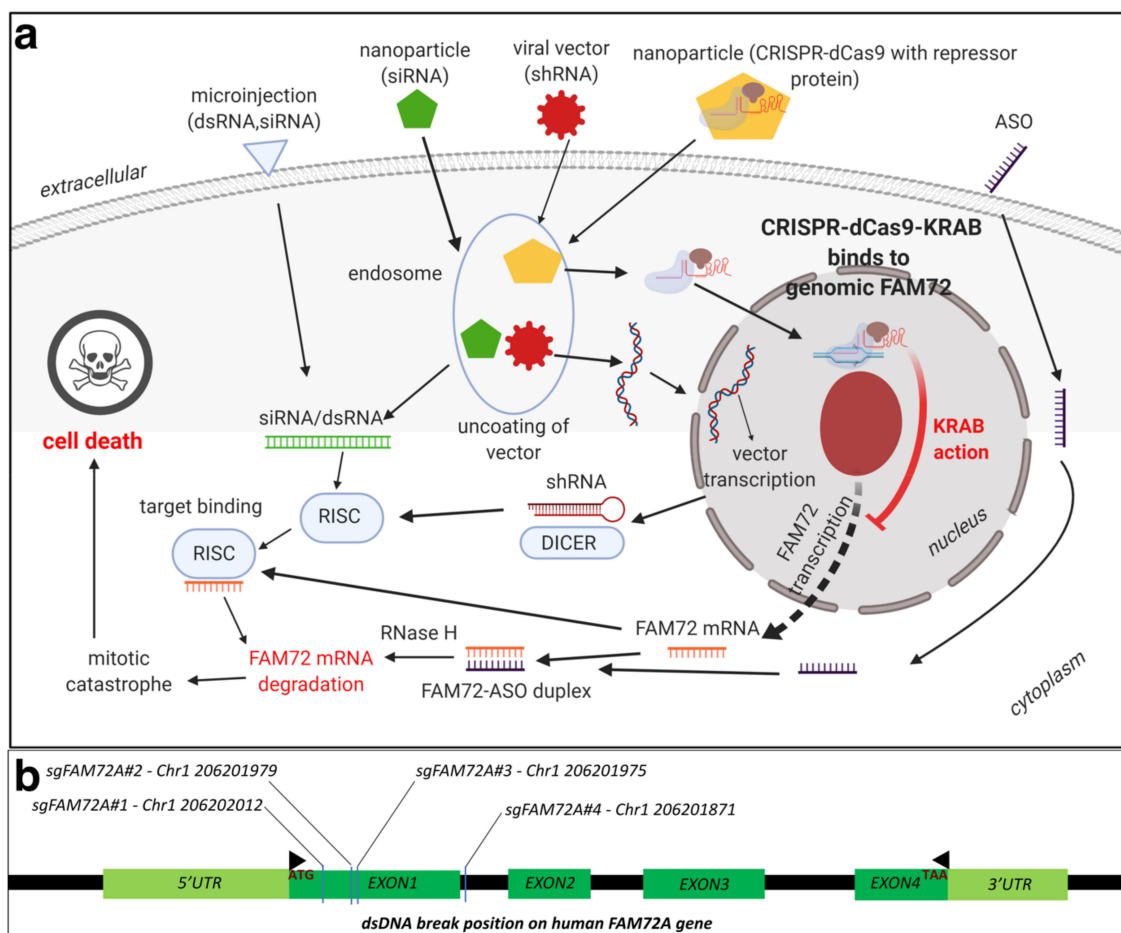 a
nanoparticle
(siRNA)
viral vector
(shRNA)
nanoparticle (CRISPR-dCas9 with repressor
protein)
microinjection
(dsRNA,siRNA)
ASO
extracellular
CRISPR-dCas9-KRAB
binds to
genomic FAM72
endosome
siRNA/dsRNA
uncoating of
vector
vector
transcription
KRAB
action
cell death
shRNA
target binding
RISC
DICER
RISC
FAM72
transcription
nucleus
FAM72 mRNA
RNase H
mitotic
catastrophe
FAM72 mRNA
degradation
FAM72-ASO duplex
cytoplasm
b
sgFAM72A#2 - Chr1 206201979
sgFAM72A#3 - Chr1 206201975
sgFAM72A#1 - Chr1 206202012
sgFAM72A#4 - Chr1 206201871
5'UTR
ATG
EXON1
EXON2
EXON3
EXON4
TAA
3'UTR
dsDNA break position on human FAM72A gene